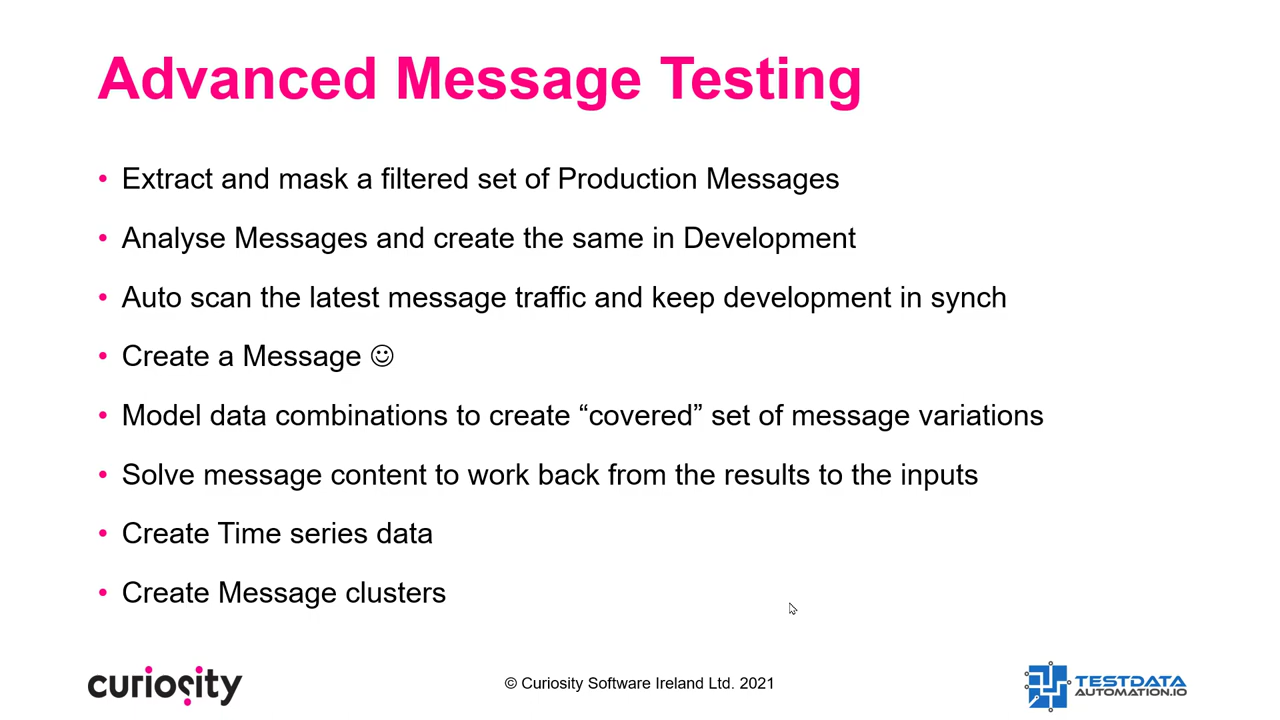 Advanced Message Testing
• Extract and mask a filtered set of Production Messages
• Analyse Messages and create the same in Development
• Auto scan the latest message traffic and keep development in synch
• Create a Message ☺
• Model data combinations to create “covered” set of message variations
• Solve message content to work back from the results to the inputs
• Create Time series data
• Create Message clusters
curiosity
© Curiosity Software Ireland Ltd. 2021
TESTDATA
AUTOMATION.IO